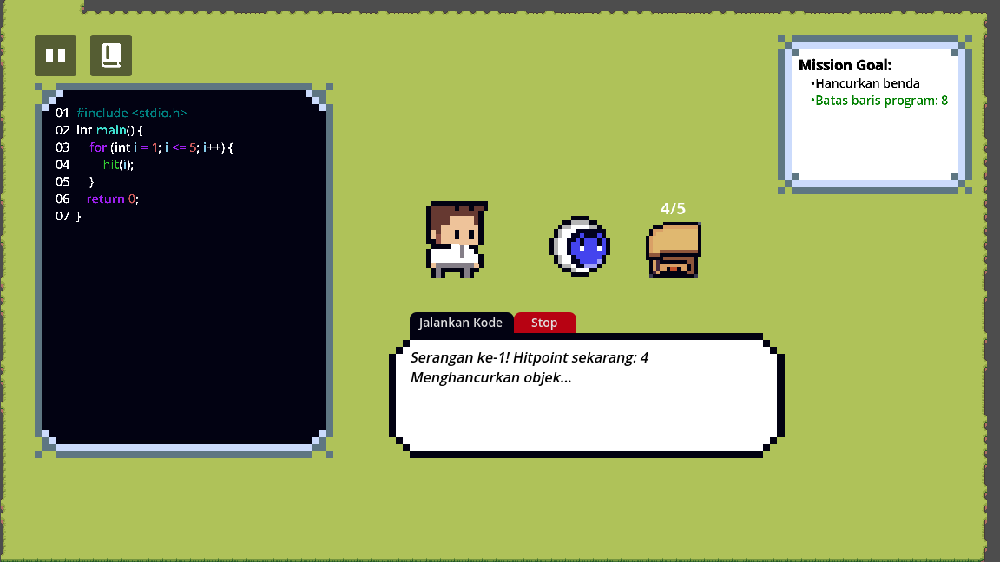 Mission Goal:
•Hancurkan benda
•Batas baris program: 8
01 #include <stdio.h>
02 int main() {
03 for (int i = 1; i <= 5; i++) {
04 hit(i);
05 }
06 return 0;
07 }
4/5
Jalankan Kode
Stop
Serangan ke-1! Hitpoint sekarang: 4
Menghancurkan objek...